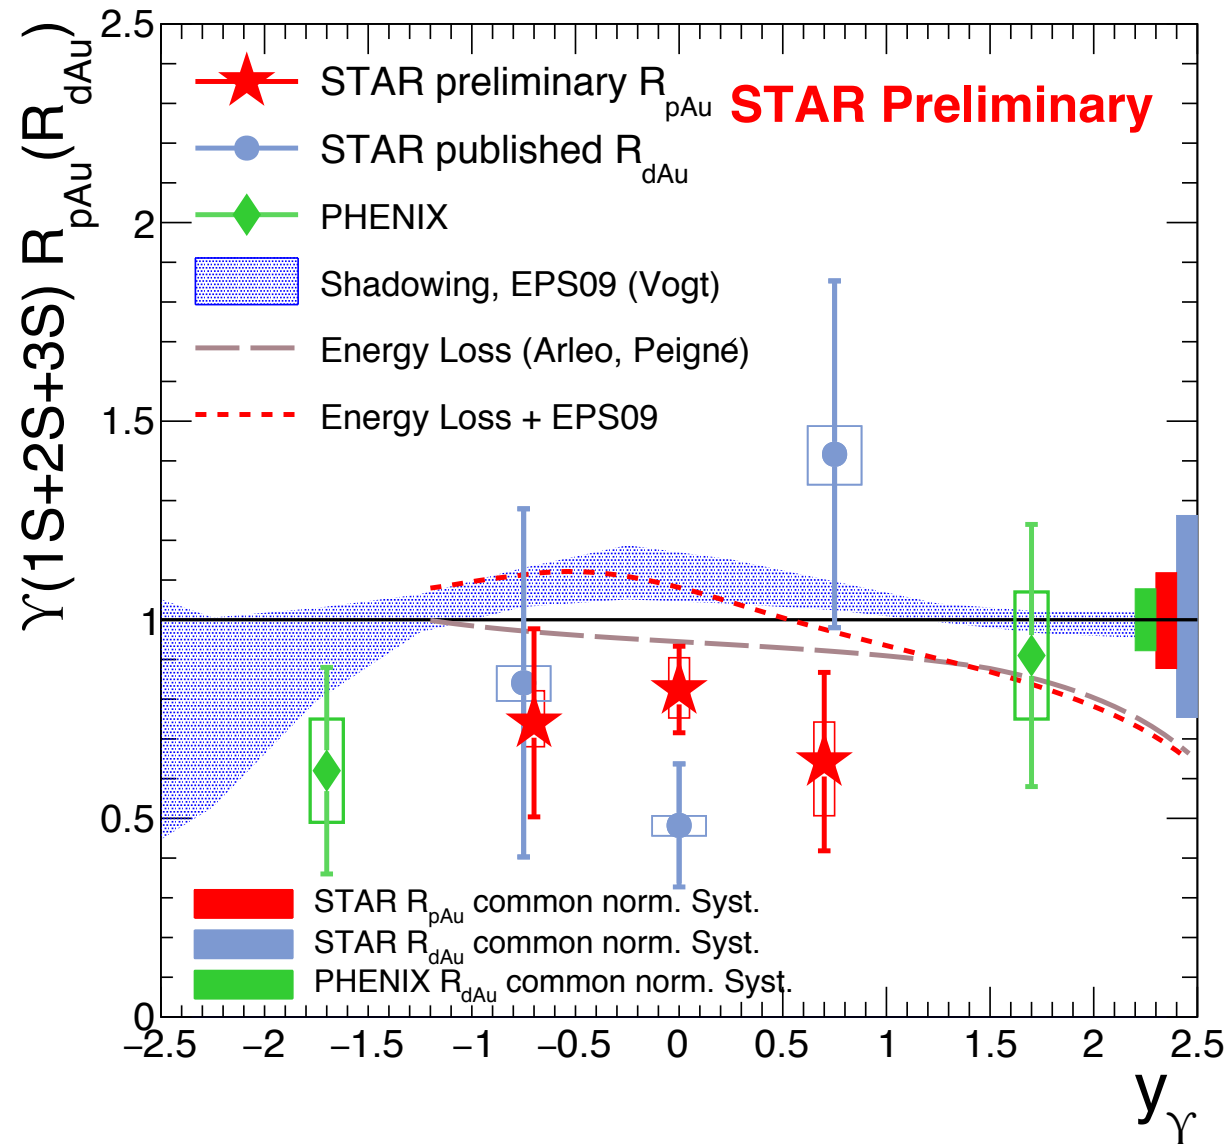 ϒ(1S+2S+3S) R_pAu (R_dAu)
2.5
2
1.5
1
0.5
0
STAR preliminary R_pAu
STAR Preliminary
STAR published R_dAu
PHENIX
Shadowing, EPS09 (Vogt)
Energy Loss (Arleo, Peigné)
Energy Loss + EPS09
STAR R_pAu common norm. Syst.
STAR R_dAu common norm. Syst.
PHENIX R_dAu common norm. Syst.
−2.5 −2 −1.5 −1 −0.5 0 0.5 1 1.5 2 2.5
y_ϒ